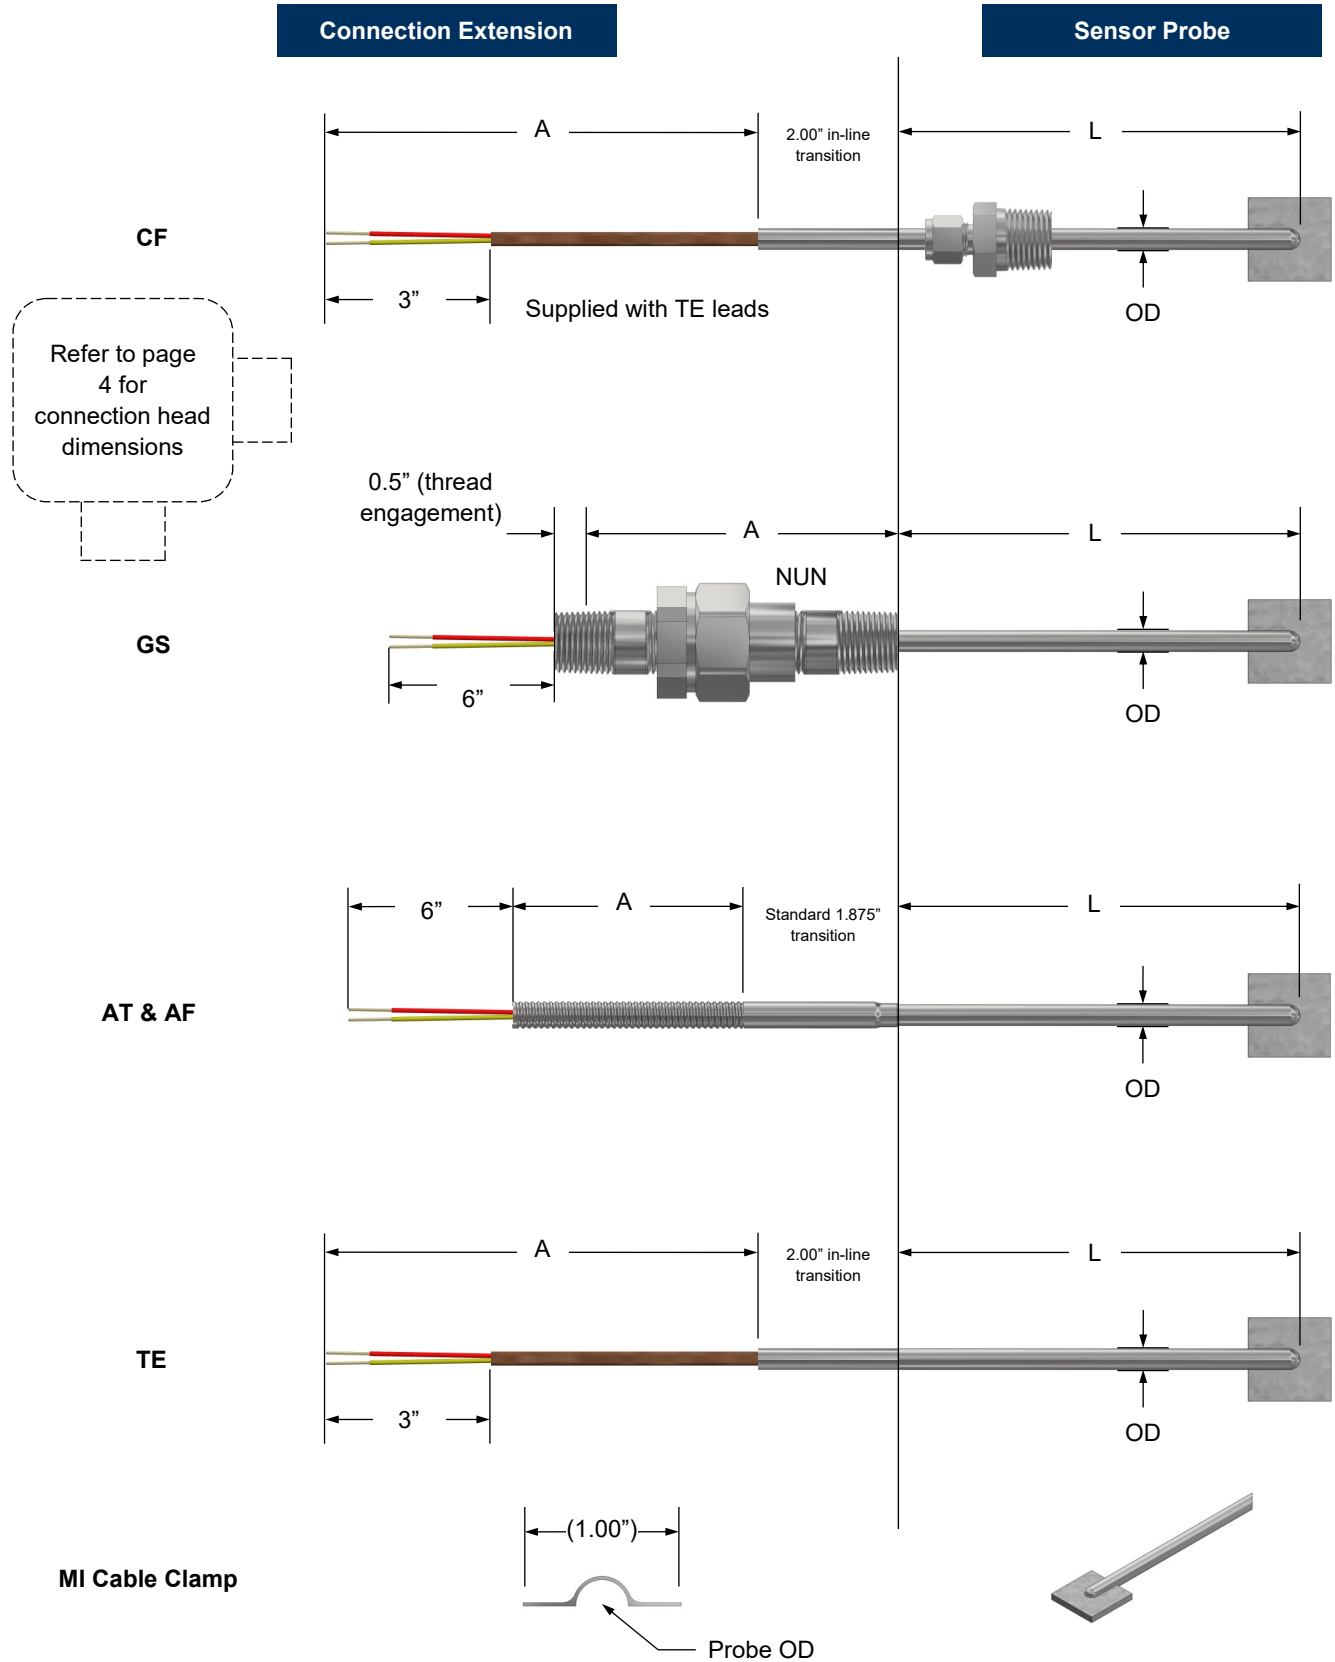 Connection Extension
Sensor Probe
A
2.00” in-line
transition
L
CF
3”
Supplied with TE leads
OD
Refer to page
4 for
connection head
dimensions
0.5” (thread
engagement)
A
L
NUN
GS
6”
OD
6”
A
Standard 1.875”
transition
L
AT & AF
OD
A
2.00” in-line
transition
L
TE
3”
OD
(1.00”)
MI Cable Clamp
Probe OD